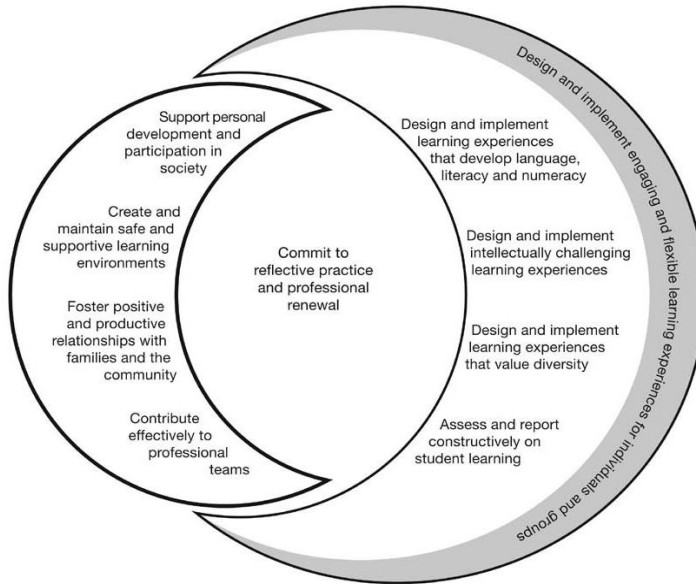 Support personal
development and
participation in
society
Create and
maintain safe and
supportive learning
environments
Foster positive
and productive
relationships with
families and the
community
Contribute
effectively to
professional
teams
Commit to
reflective practice
and professional
renewal
Design and implement
learning experiences
that develop language,
literacy and numeracy
Design and implement
intellectually challenging
learning experiences
Design and implement
learning experiences
that value diversity
Assess and report
constructively on
student learning
Design and implement engaging and flexible learning experiences for individuals and groups